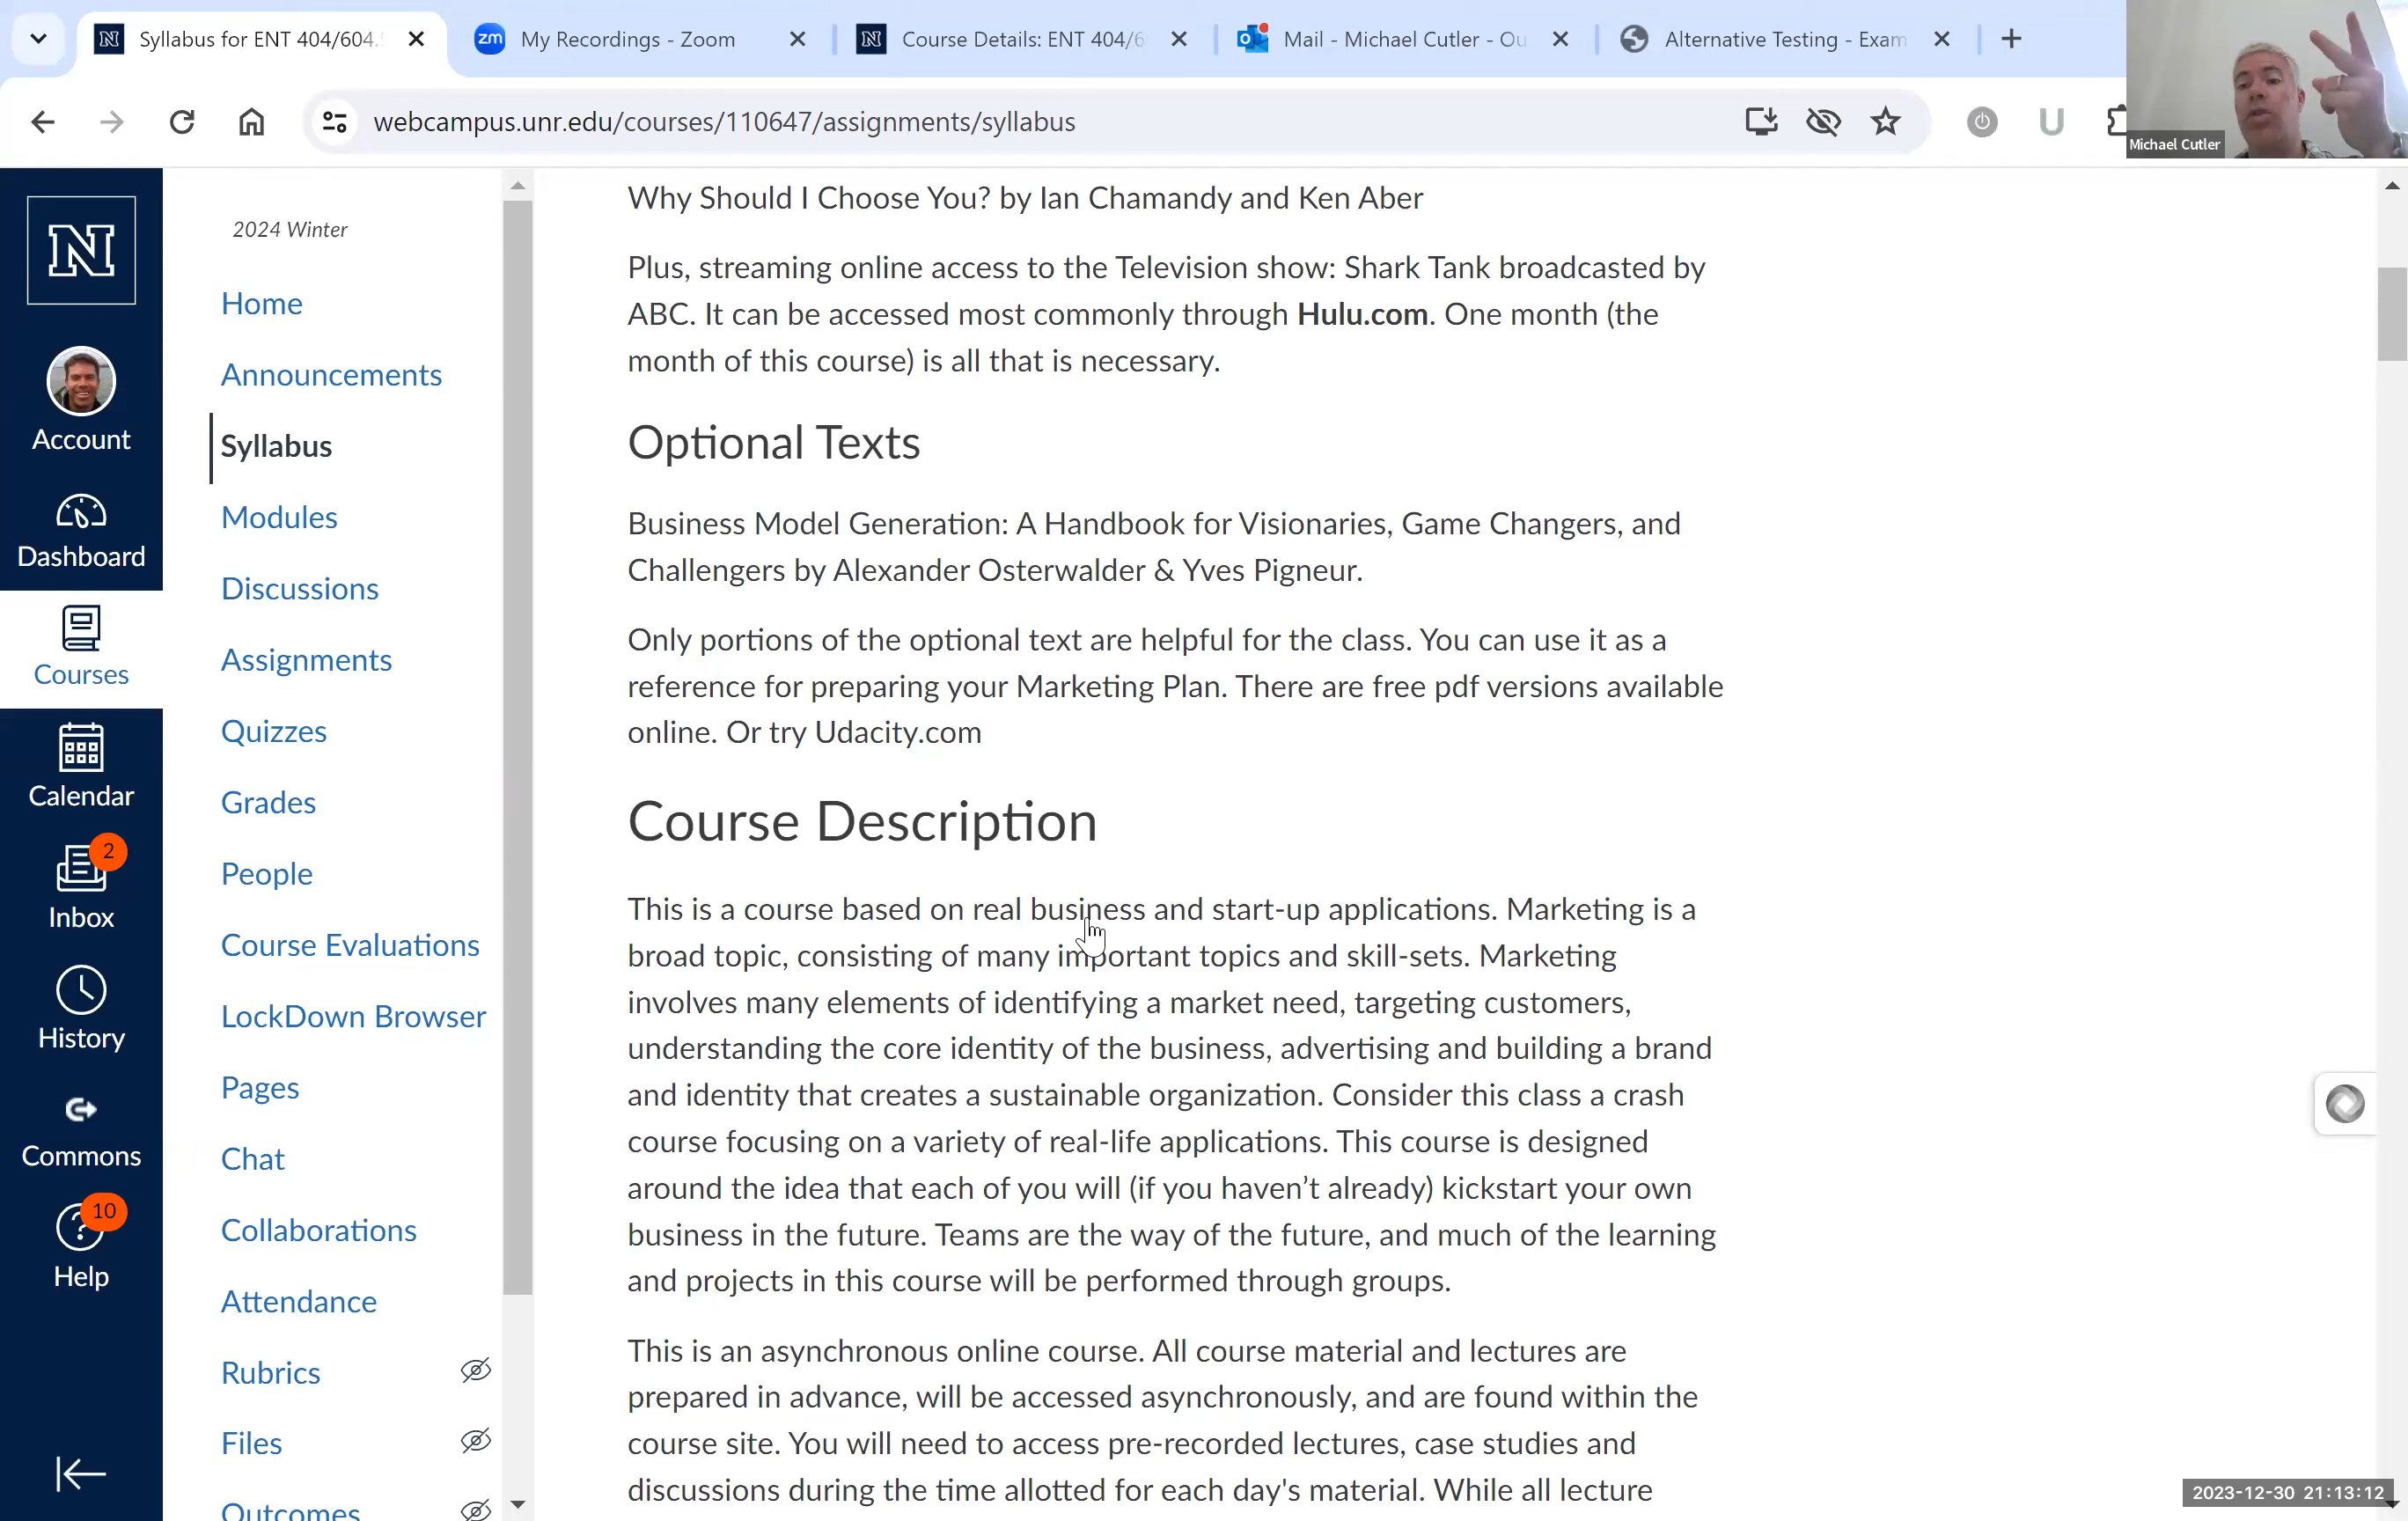 Syllabus for ENT 404/604.
zm
My Recordings - Zoom
Course Details: ENT 404/6
Mail - Michael Cutler - Ou
Alternative Testing - Exam
webcampus.unr.edu/courses/110647/assignments/syllabus
U
Michael Cutler
N
Account
Dashboard
Courses
Calendar
2
Inbox
History
Commons
10
Help
2024 Winter
Home
Announcements
Syllabus
Modules
Discussions
Assignments
Quizzes
Grades
People
Course Evaluations
LockDown Browser
Pages
Chat
Collaborations
Attendance
Rubrics
Files
Outcomes
Why Should I Choose You? by Ian Chamandy and Ken Aber
Plus, streaming online access to the Television show: Shark Tank broadcasted by
ABC. It can be accessed most commonly through Hulu.com. One month (the
month of this course) is all that is necessary.
Optional Texts
Business Model Generation: A Handbook for Visionaries, Game Changers, and
Challengers by Alexander Osterwalder & Yves Pigneur.
Only portions of the optional text are helpful for the class. You can use it as a
reference for preparing your Marketing Plan. There are free pdf versions available
online. Or try Udacity.com
Course Description
This is a course based on real business and start-up applications. Marketing is a
broad topic, consisting of many important topics and skill-sets. Marketing
involves many elements of identifying a market need, targeting customers,
understanding the core identity of the business, advertising and building a brand
and identity that creates a sustainable organization. Consider this class a crash
course focusing on a variety of real-life applications. This course is designed
around the idea that each of you will (if you haven’t already) kickstart your own
business in the future. Teams are the way of the future, and much of the learning
and projects in this course will be performed through groups.
This is an asynchronous online course. All course material and lectures are
prepared in advance, will be accessed asynchronously, and are found within the
course site. You will need to access pre-recorded lectures, case studies and
discussions during the time allotted for each day's material. While all lecture
2023-12-30 21:13:12